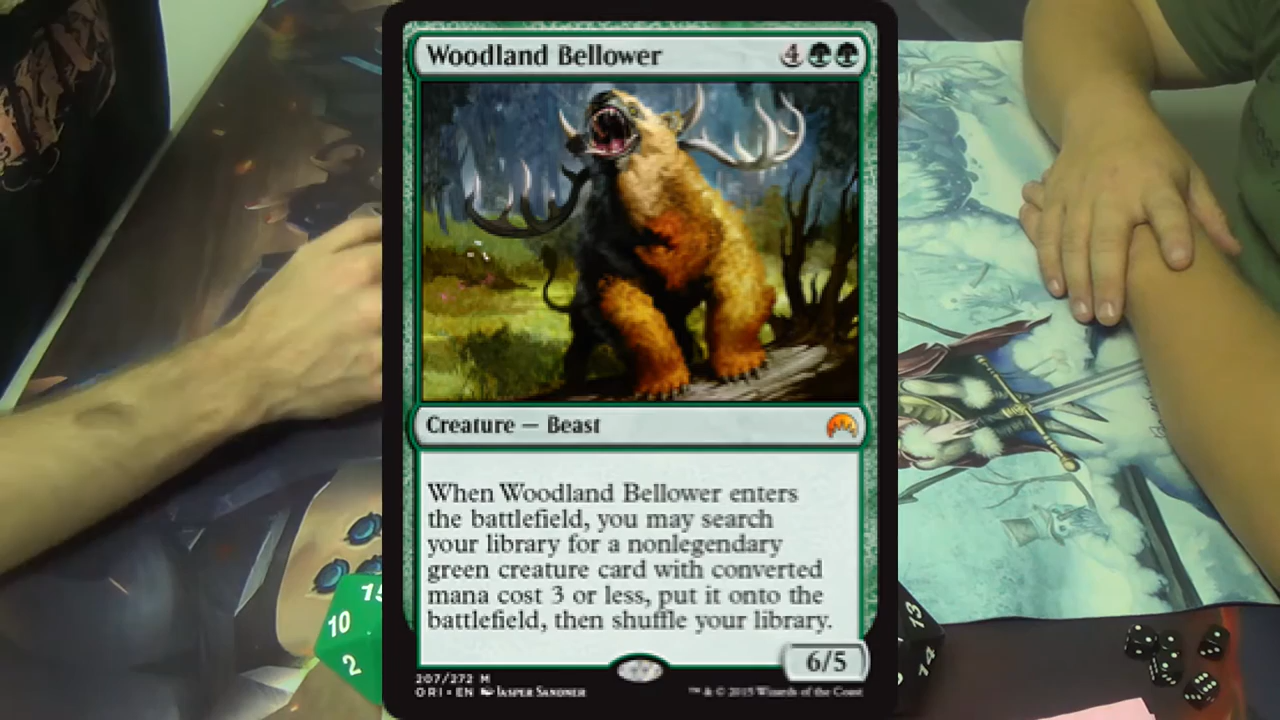 Woodland Bellower 4
Creature — Beast
When Woodland Bellower enters
the battlefield, you may search
your library for a nonlegendary
green creature card with converted
mana cost 3 or less, put it onto the
battlefield, then shuffle your library.
6/5
207/272 M
ORI • EN Jasper Sandner
™ & © 2015 Wizards of the Coast
15
10
2
13
14